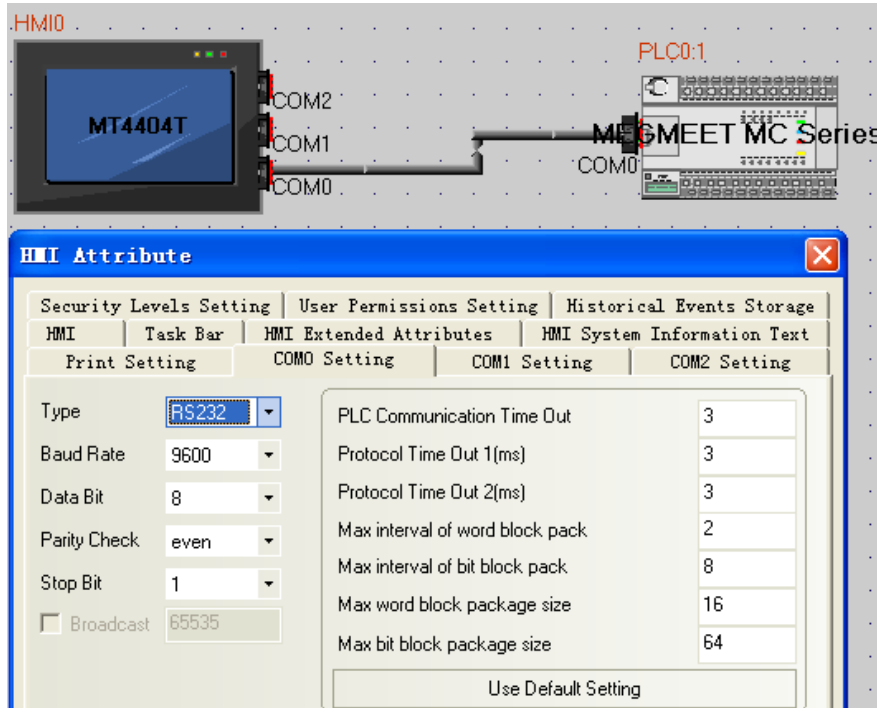 HMI0
PLC0:1
COM2
MT4404T
COM1
MEGMEET MC Series
COM0
COM0
HMI Attribute
Security Levels Setting User Permissions Setting Historical Events Storage
HMI Task Bar HMI Extended Attributes HMI System Information Text
Print Setting COM0 Setting COM1 Setting COM2 Setting
Type RS232 PLC Communication Time Out 3
Baud Rate 9600 Protocol Time Out 1(ms) 3
Data Bit 8 Protocol Time Out 2(ms) 3
Parity Check even Max interval of word block pack 2
Stop Bit 1 Max interval of bit block pack 8
Broadcast 65535 Max word block package size 16
Max bit block package size 64
Use Default Setting